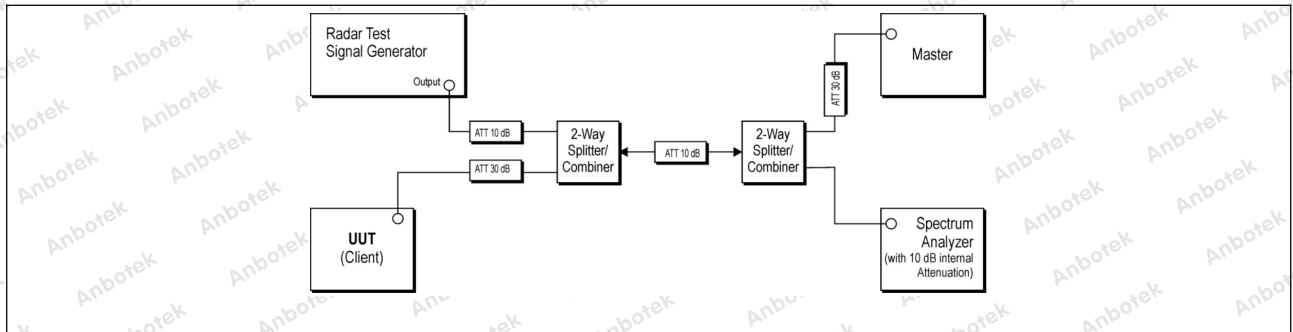 Radar Test
Signal Generator
Output
ATT 10 dB
ATT 30 dB
2-Way
Splitter/
Combiner
ATT 10 dB
2-Way
Splitter/
Combiner
ATT 30 dB
Master
UUT
(Client)
Spectrum
Analyzer
(with 10 dB internal
Attenuation)
Anbotek